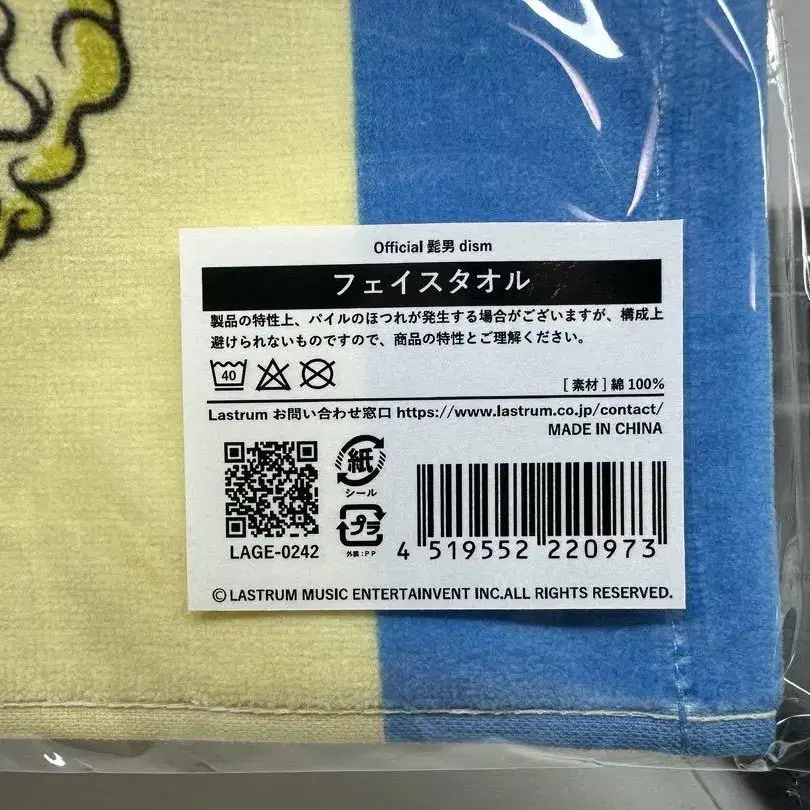 Official 髭男 dism
フェイスタオル
製品の特性上、パイルのほつれが発生する場合がございますが、構成上
避けられないものですので、商品の特性とご理解ください。
40
[ 素材 ] 綿 100%
Lastrum お問い合わせ窓口 https://www.lastrum.co.jp/contact/
MADE IN CHINA
紙
シール
プラ
外装:PP
LAGE-0242
4 519552 220973
© LASTRUM MUSIC ENTERTAINVENT INC.ALL RIGHTS RESERVED.